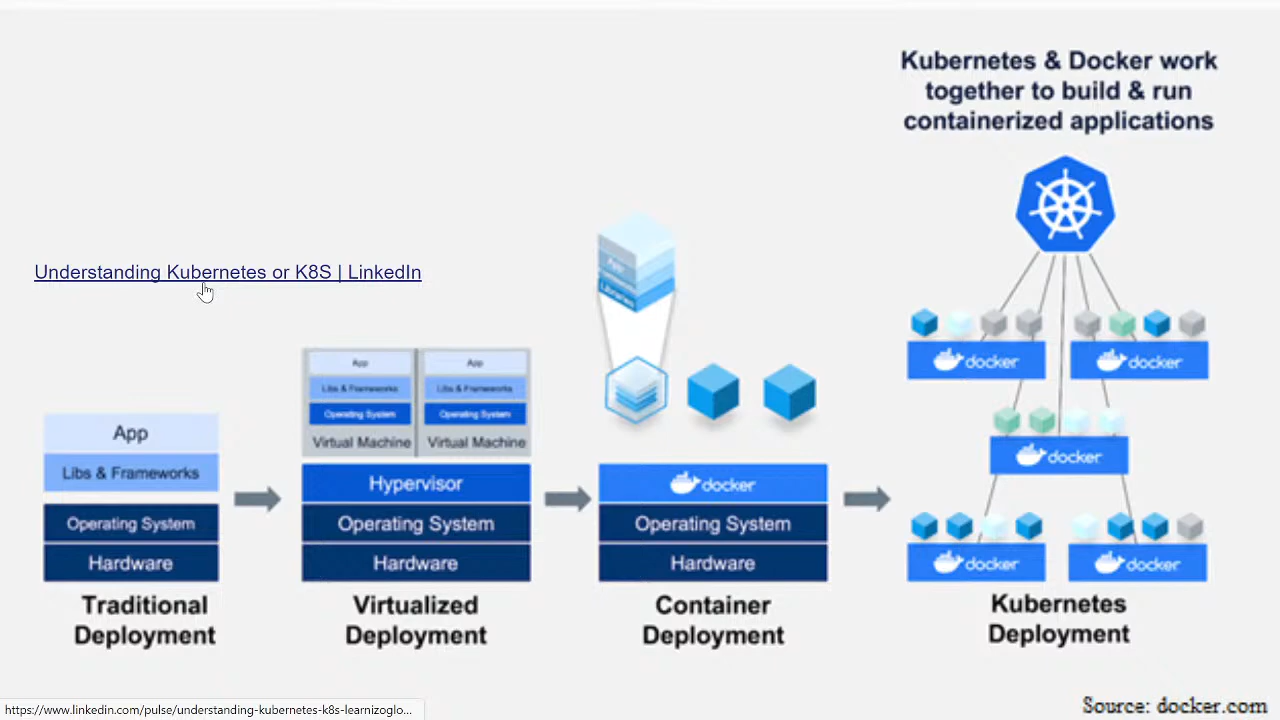 Kubernetes & Docker work
together to build & run
containerized applications
Understanding Kubernetes or K8S | LinkedIn
App
Libraries
App
Libs & Frameworks
Operating System
Virtual Machine
App
Libs & Frameworks
Operating System
Virtual Machine
docker
docker
docker
docker
docker
App
Libs & Frameworks
Operating System
Hardware
Hypervisor
Operating System
Hardware
docker
Operating System
Hardware
Traditional
Deployment
Virtualized
Deployment
Container
Deployment
Kubernetes
Deployment
https://www.linkedin.com/pulse/understanding-kubernetes-k8s-learnizoglo...
Source: docker.com